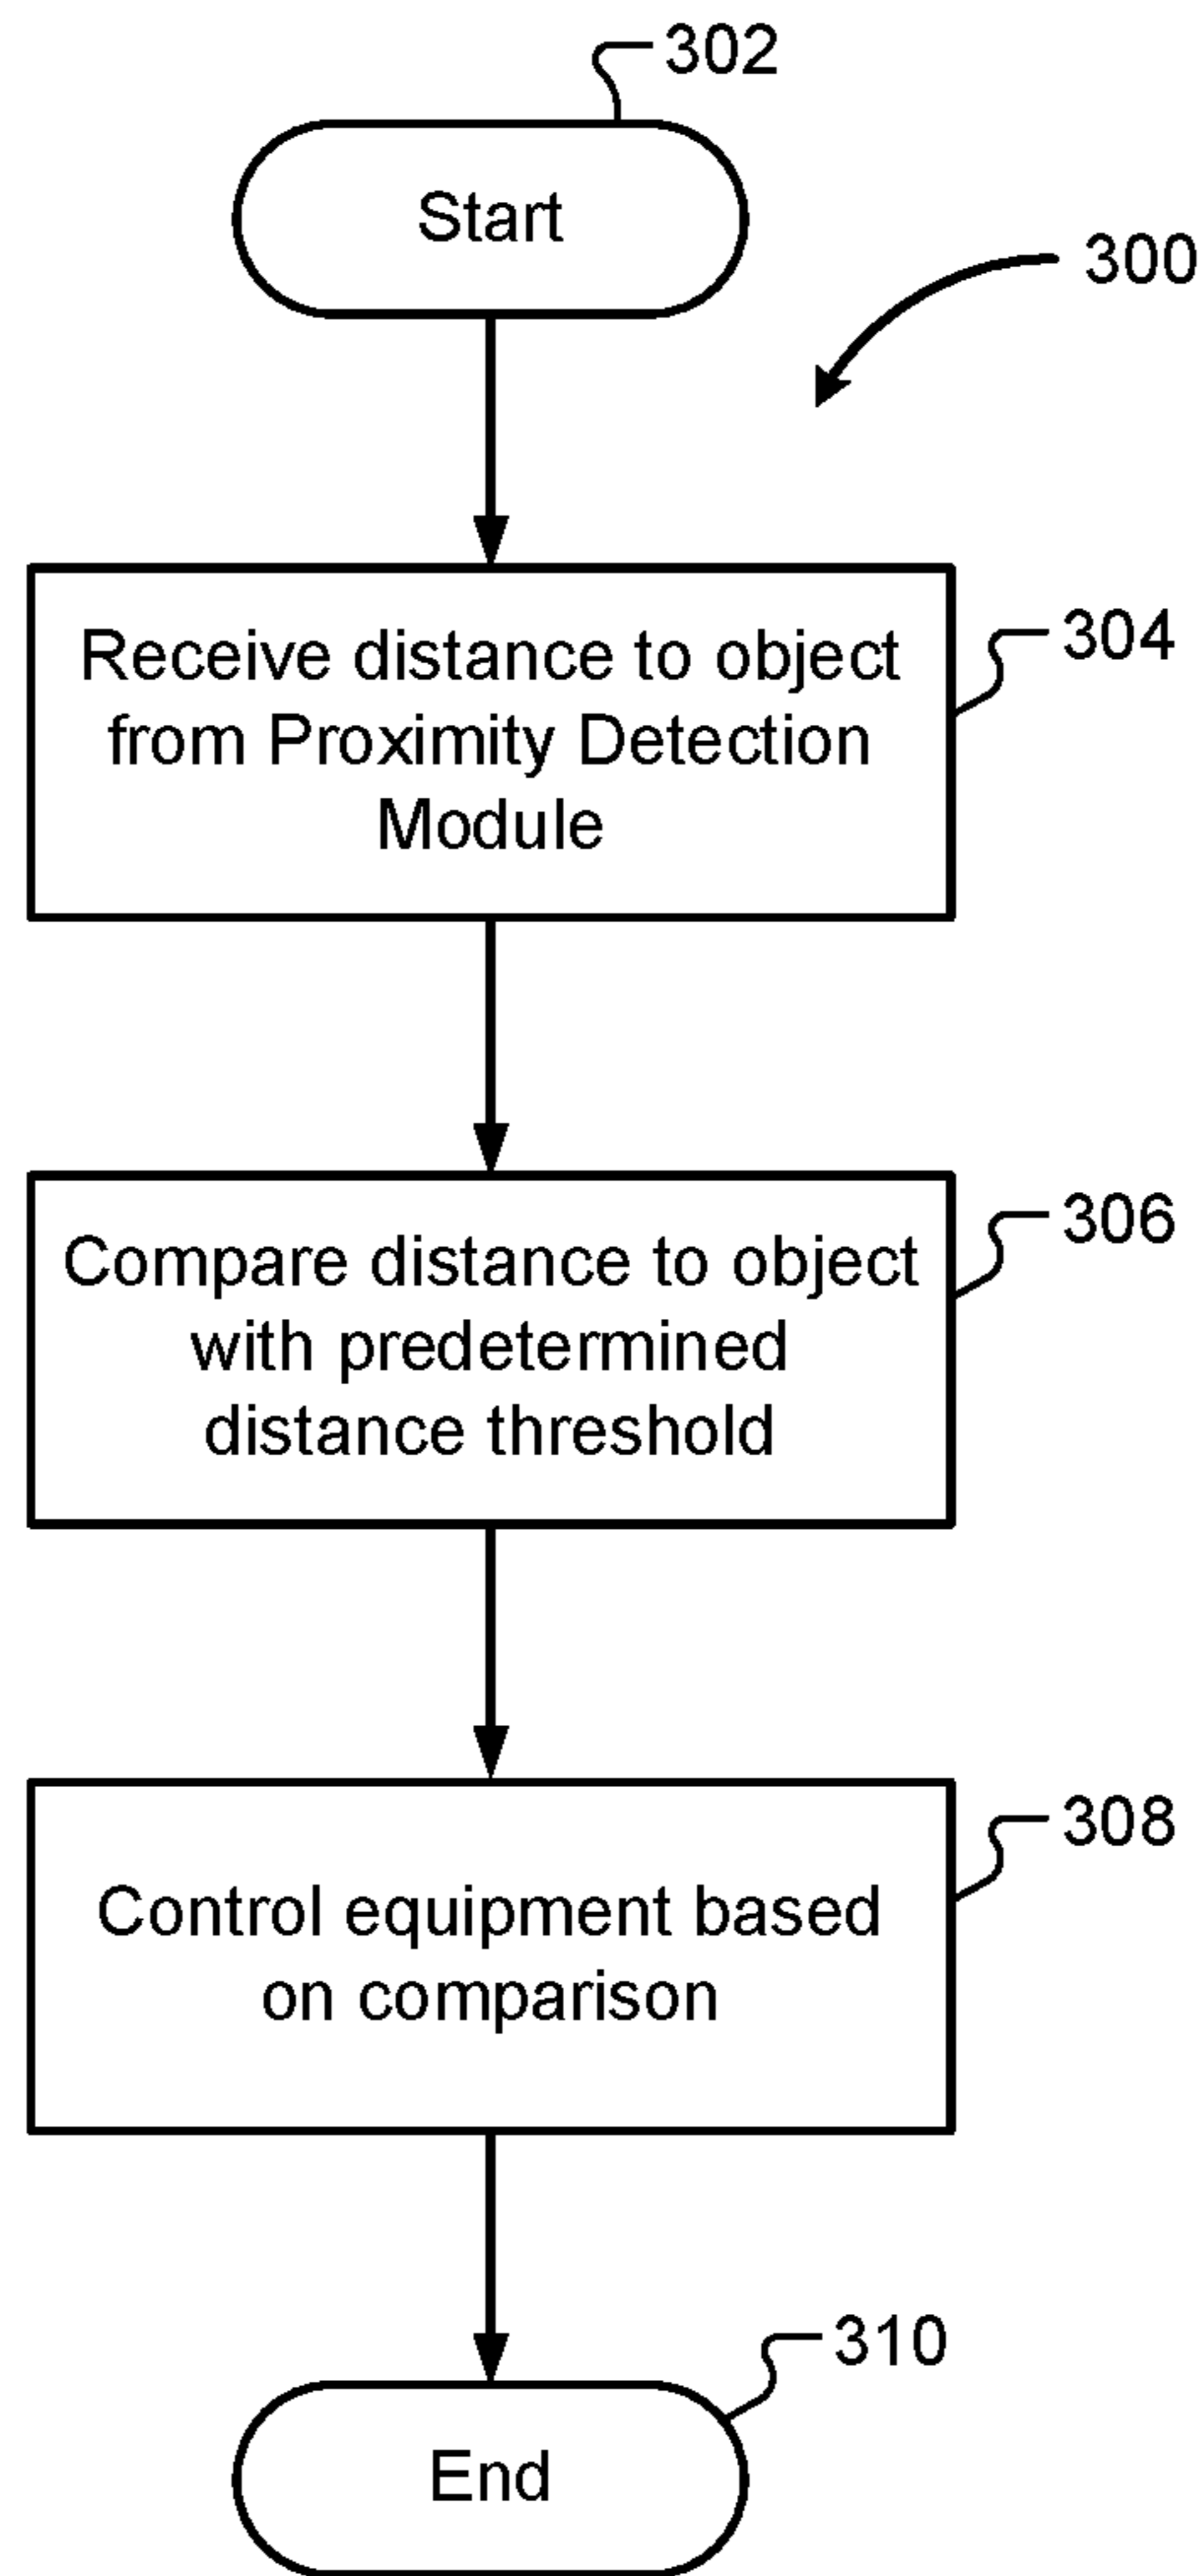 302
Start
300
Receive distance to object
from Proximity Detection
Module
304
Compare distance to object
with predetermined
distance threshold
306
Control equipment based
on comparison
308
310
End